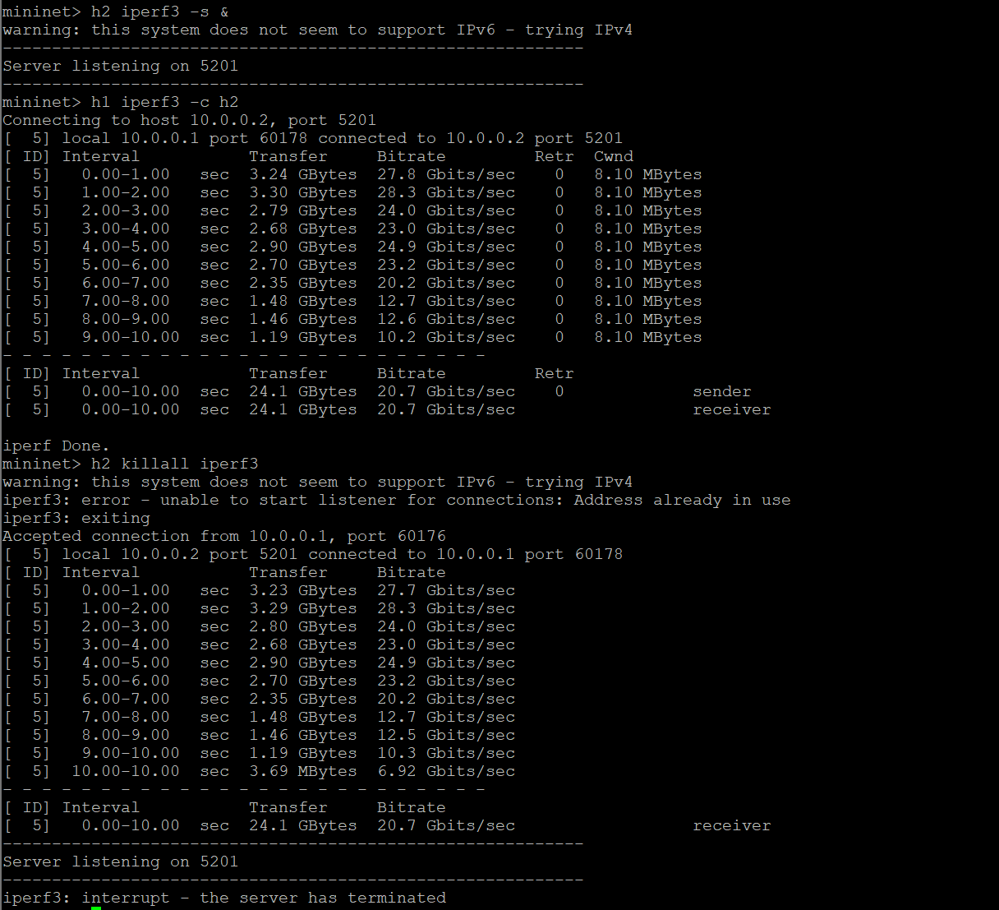 mininet> h2 iperf3 -s &
warning: this system does not seem to support IPv6 - trying IPv4
-----------------------------------------------------------
Server listening on 5201
-----------------------------------------------------------
mininet> h1 iperf3 -c h2
Connecting to host 10.0.0.2, port 5201
[  5] local 10.0.0.1 port 60178 connected to 10.0.0.2 port 5201
[ ID] Interval           Transfer     Bitrate         Retr  Cwnd
[  5]   0.00-1.00   sec  3.24 GBytes  27.8 Gbits/sec    0   8.10 MBytes
[  5]   1.00-2.00   sec  3.30 GBytes  28.3 Gbits/sec    0   8.10 MBytes
[  5]   2.00-3.00   sec  2.79 GBytes  24.0 Gbits/sec    0   8.10 MBytes
[  5]   3.00-4.00   sec  2.68 GBytes  23.0 Gbits/sec    0   8.10 MBytes
[  5]   4.00-5.00   sec  2.90 GBytes  24.9 Gbits/sec    0   8.10 MBytes
[  5]   5.00-6.00   sec  2.70 GBytes  23.2 Gbits/sec    0   8.10 MBytes
[  5]   6.00-7.00   sec  2.35 GBytes  20.2 Gbits/sec    0   8.10 MBytes
[  5]   7.00-8.00   sec  1.48 GBytes  12.7 Gbits/sec    0   8.10 MBytes
[  5]   8.00-9.00   sec  1.46 GBytes  12.6 Gbits/sec    0   8.10 MBytes
[  5]   9.00-10.00  sec  1.19 GBytes  10.2 Gbits/sec    0   8.10 MBytes
- - - - - - - - - - - - - - - - - - - - - - - - -
[ ID] Interval           Transfer     Bitrate         Retr
[  5]   0.00-10.00  sec  24.1 GBytes  20.7 Gbits/sec    0             sender
[  5]   0.00-10.00  sec  24.1 GBytes  20.7 Gbits/sec                  receiver
iperf Done.
mininet> h2 killall iperf3
warning: this system does not seem to support IPv6 - trying IPv4
iperf3: error - unable to start listener for connections: Address already in use
iperf3: exiting
Accepted connection from 10.0.0.1, port 60176
[  5] local 10.0.0.2 port 5201 connected to 10.0.0.1 port 60178
[ ID] Interval           Transfer     Bitrate
[  5]   0.00-1.00   sec  3.23 GBytes  27.7 Gbits/sec
[  5]   1.00-2.00   sec  3.29 GBytes  28.3 Gbits/sec
[  5]   2.00-3.00   sec  2.80 GBytes  24.0 Gbits/sec
[  5]   3.00-4.00   sec  2.68 GBytes  23.0 Gbits/sec
[  5]   4.00-5.00   sec  2.90 GBytes  24.9 Gbits/sec
[  5]   5.00-6.00   sec  2.70 GBytes  23.2 Gbits/sec
[  5]   6.00-7.00   sec  2.35 GBytes  20.2 Gbits/sec
[  5]   7.00-8.00   sec  1.48 GBytes  12.7 Gbits/sec
[  5]   8.00-9.00   sec  1.46 GBytes  12.5 Gbits/sec
[  5]   9.00-10.00  sec  1.19 GBytes  10.3 Gbits/sec
[  5]  10.00-10.00  sec  3.69 MBytes  6.92 Gbits/sec
- - - - - - - - - - - - - - - - - - - - - - - - -
[ ID] Interval           Transfer     Bitrate
[  5]   0.00-10.00  sec  24.1 GBytes  20.7 Gbits/sec                  receiver
-----------------------------------------------------------
Server listening on 5201
-----------------------------------------------------------
iperf3: interrupt - the server has terminated